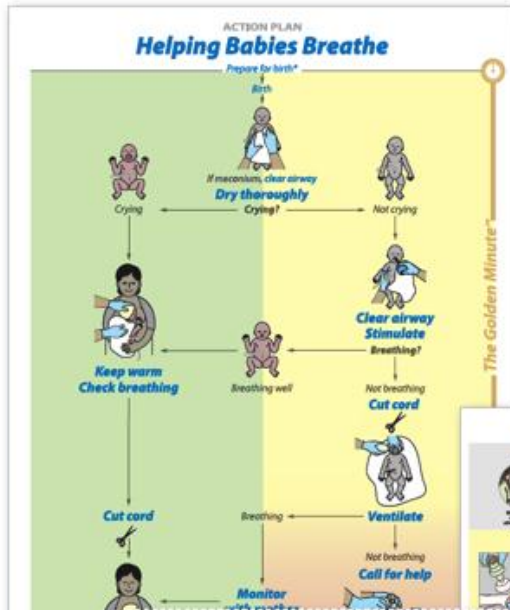 ACTION PLAN
Helping Babies Breathe
Prepare for birth*
Birth
If meconium, clear airway
Dry thoroughly
Crying
Crying?
Not crying
Clear airway
Stimulate
Breathing?
Keep warm
Check breathing
Breathing well
Not breathing
Cut cord
Cut cord
Breathing
Ventilate
Not breathing
Call for help
Monitor
with mother
The Golden Minute®